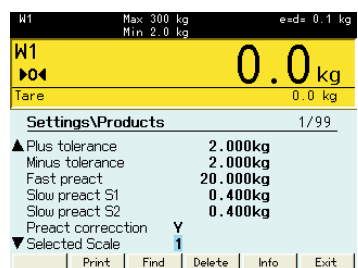 W1 Max 300 kg e=d= 0.1 kg
Min 2.0 kg
W1
▶0◀ 0.0 kg
Tare 0.0 kg
Settings\Products 1/99
▲ Plus tolerance 2.000kg
Minus tolerance 2.000kg
Fast preact 20.000kg
Slow preact S1 0.400kg
Slow preact S2 0.400kg
Preact correcction Y
▼ Selected Scale 1
Print Find Delete Info Exit